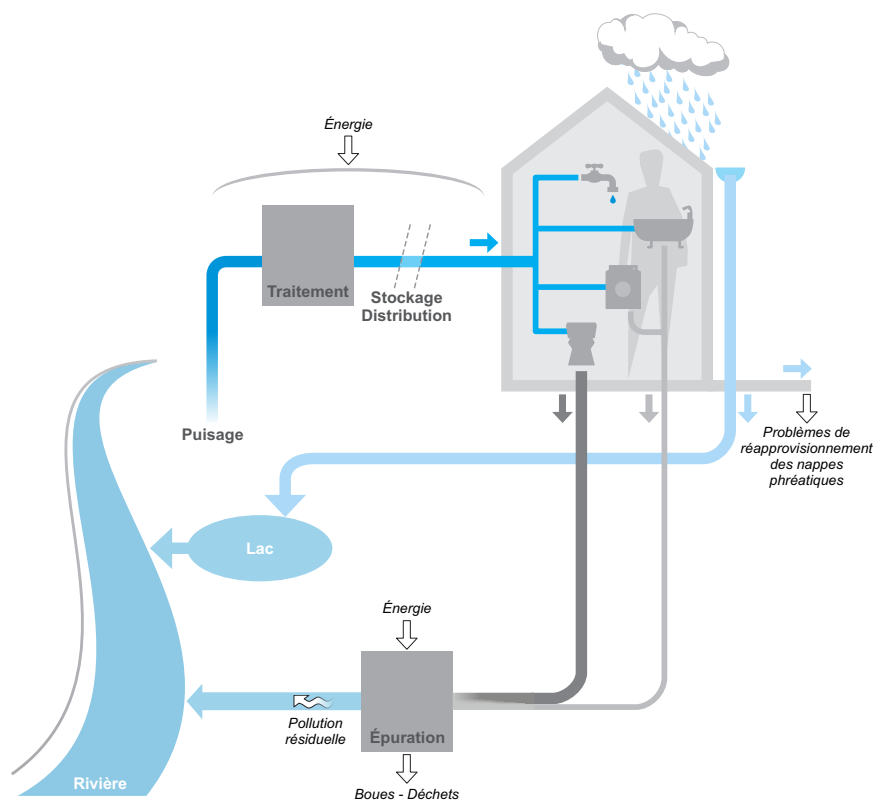 Énergie
Traitement
Stockage
Distribution
Puisage
Problèmes de
réapprovisionnement
des nappes
phréatiques
Lac
Énergie
Pollution
résiduelle
Épuration
Rivière
Boues - Déchets